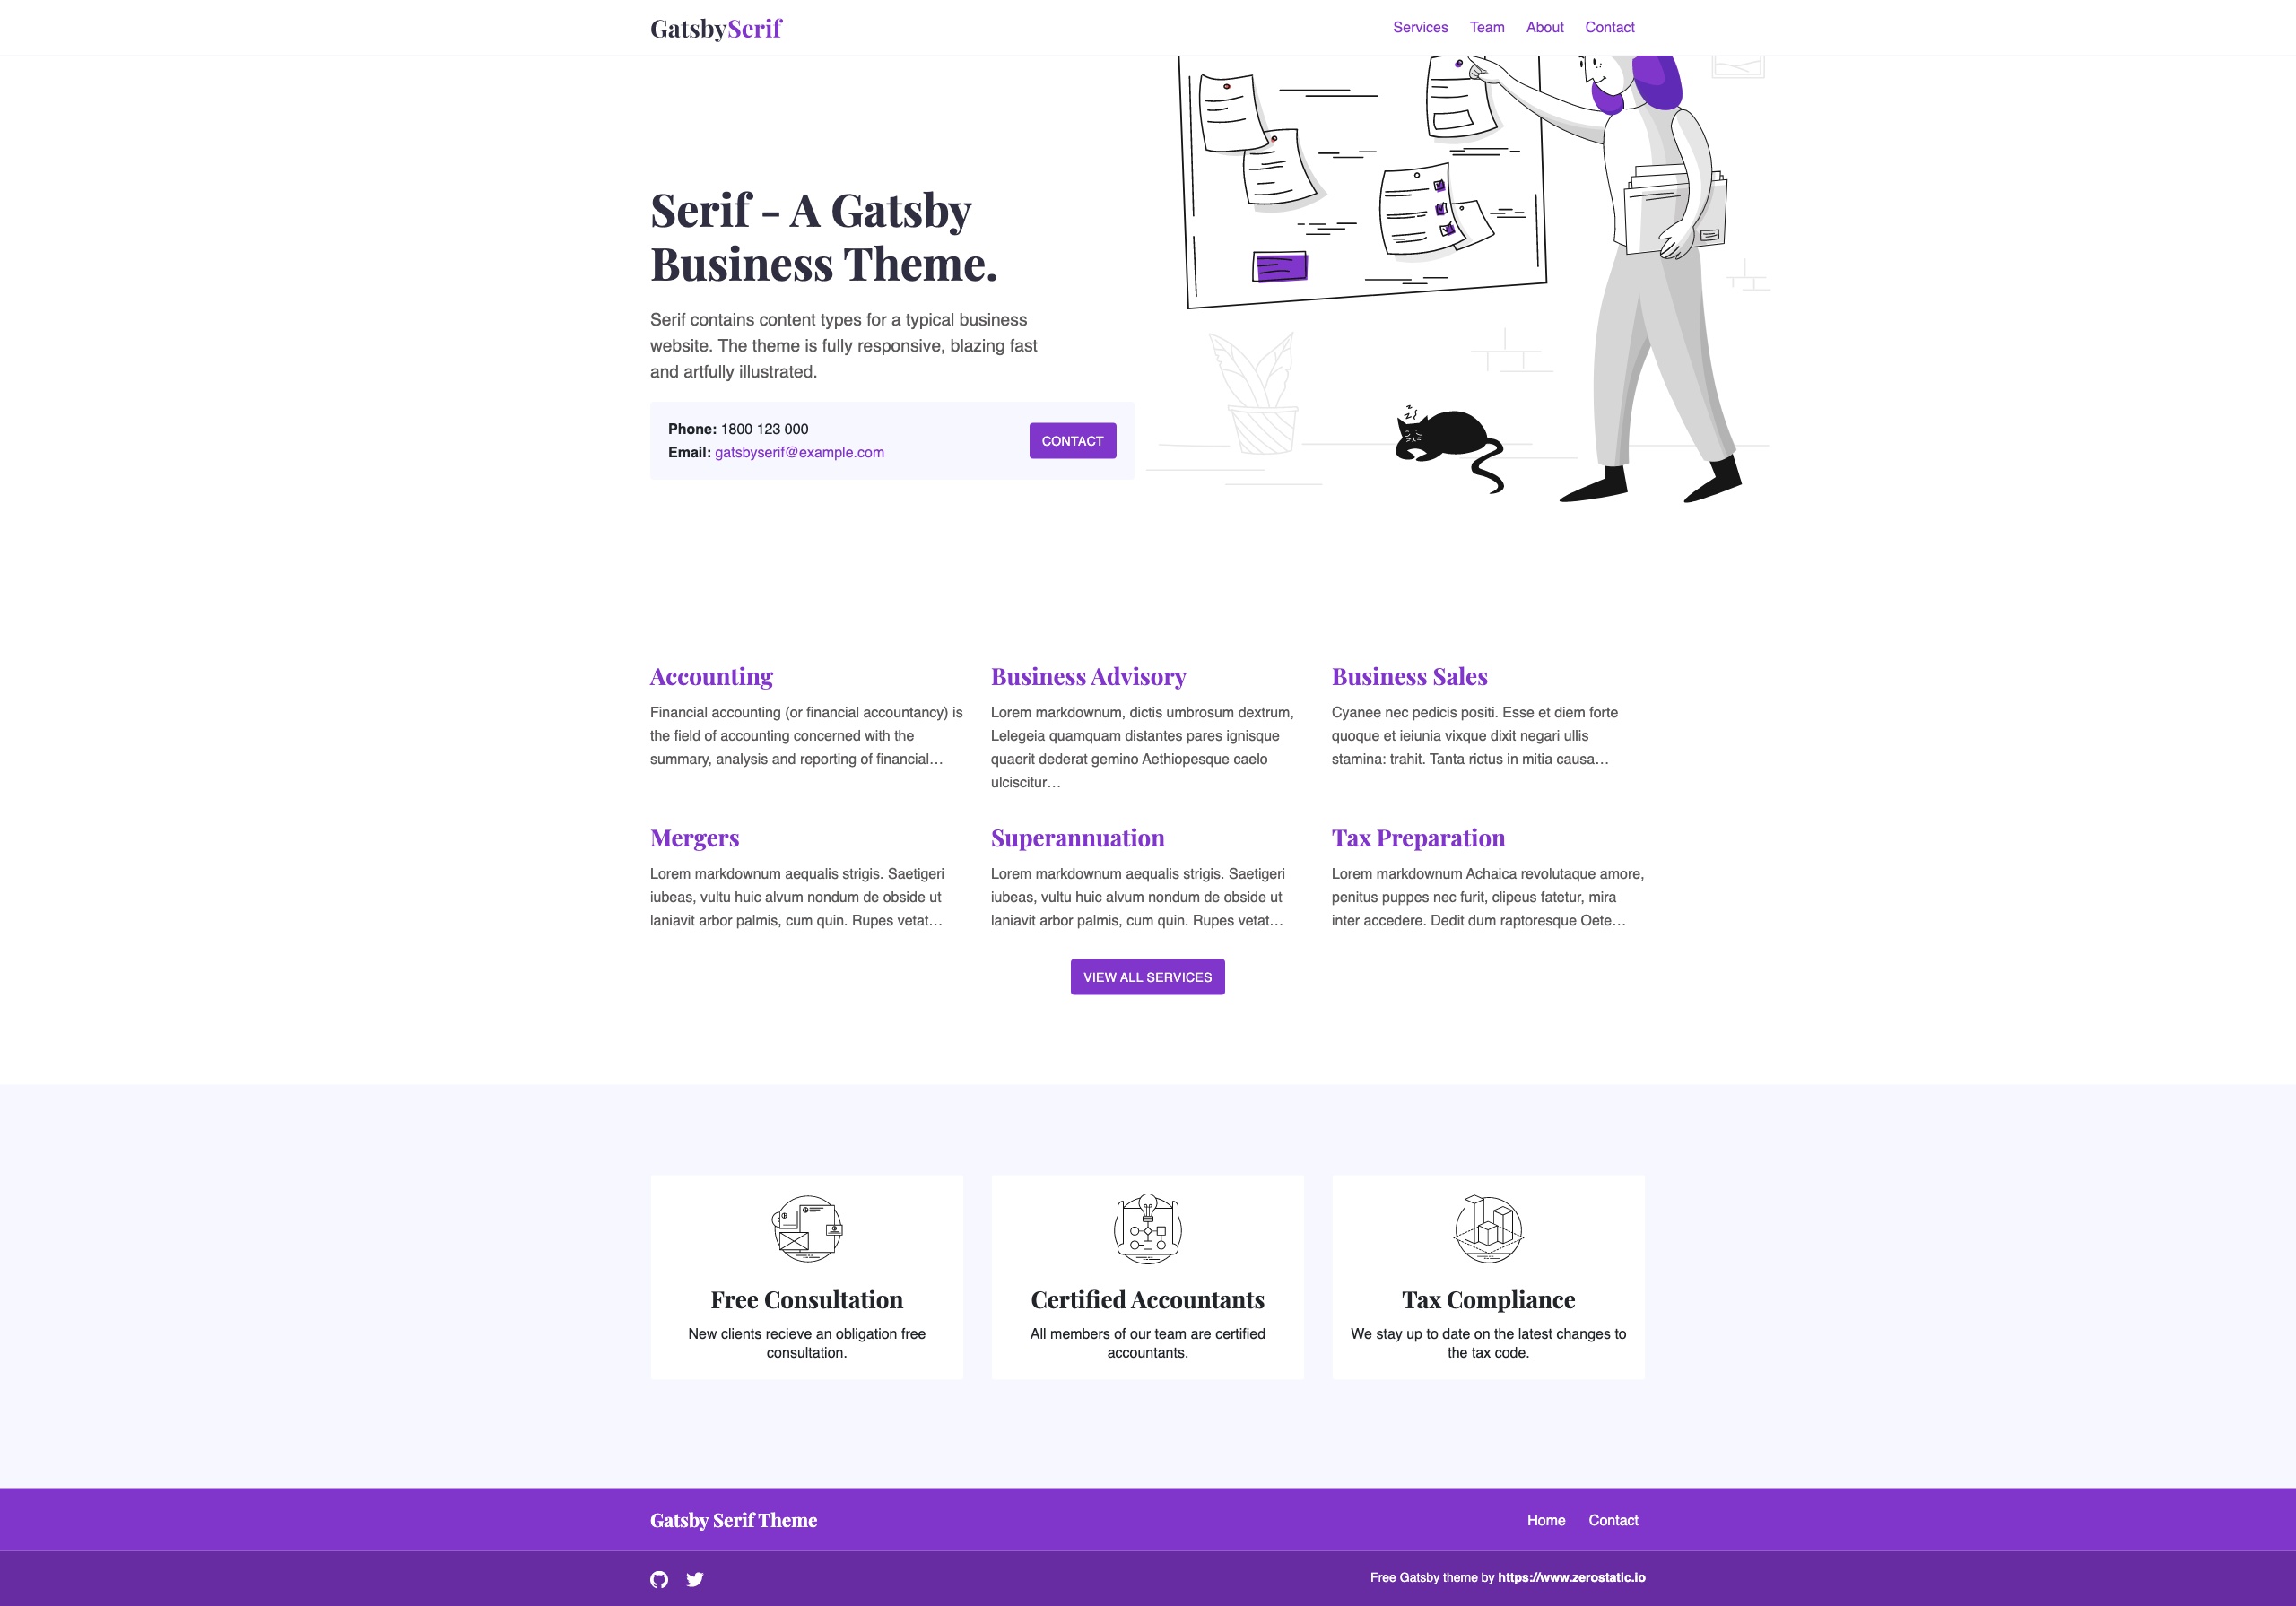 GatsbySerif
Services Team About Contact
Serif - A Gatsby
Business Theme.
Serif contains content types for a typical business
website. The theme is fully responsive, blazing fast
and artfully illustrated.
Phone: 1800 123 000
Email: gatsbyserif@example.com
CONTACT
z z z
Accounting
Financial accounting (or financial accountancy) is
the field of accounting concerned with the
summary, analysis and reporting of financial…
Business Advisory
Lorem markdownum, dictis umbrosum dextrum,
Lelegeia quamquam distantes pares ignisque
quaerit dederat gemino Aethiopesque caelo
ulciscitur…
Business Sales
Cyanee nec pedicis positi. Esse et diem forte
quoque et ieiunia vixque dixit negari ullis
stamina: trahit. Tanta rictus in mitia causa…
Mergers
Lorem markdownum aequalis strigis. Saetigeri
iubeas, vultu huic alvum nondum de obside ut
laniavit arbor palmis, cum quin. Rupes vetat…
Superannuation
Lorem markdownum aequalis strigis. Saetigeri
iubeas, vultu huic alvum nondum de obside ut
laniavit arbor palmis, cum quin. Rupes vetat…
Tax Preparation
Lorem markdownum Achaica revolutaque amore,
penitus puppes nec furit, clipeus fatetur, mira
inter accedere. Dedit dum raptoresque Oete…
VIEW ALL SERVICES
Free Consultation
New clients recieve an obligation free
consultation.
Certified Accountants
All members of our team are certified
accountants.
Tax Compliance
We stay up to date on the latest changes to
the tax code.
Gatsby Serif Theme
Home Contact
Free Gatsby theme by https://www.zerostatic.io